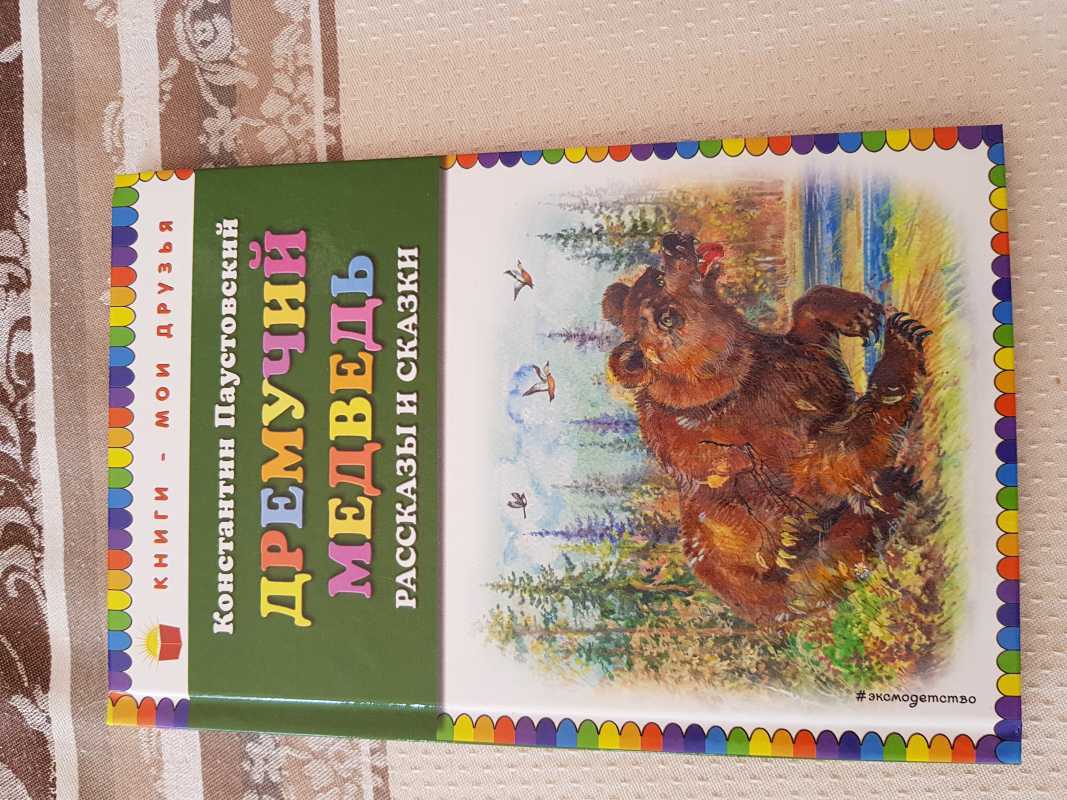 КНИГИ - МОИ ДРУЗЬЯ
Константин Паустовский
ДРЕМУЧИЙ
МЕДВЕДЬ
РАССКАЗЫ И СКАЗКИ
#эксмодетство